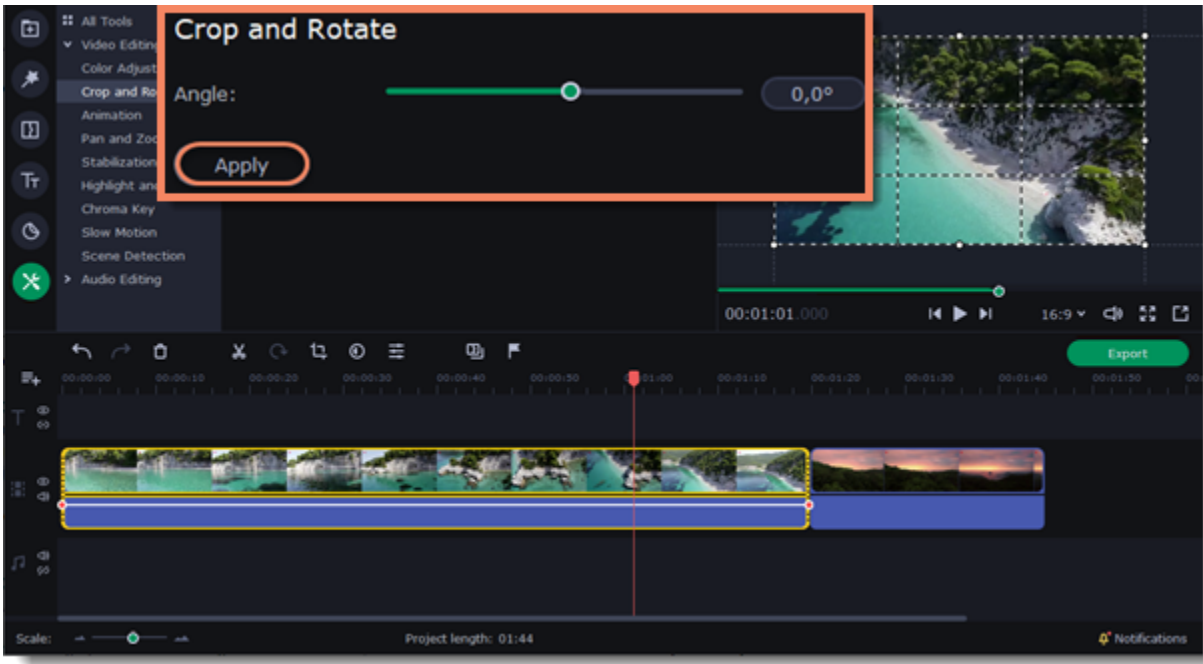 All Tools
Video Editing
Color Adjust
Crop and Ro
Animation
Pan and Zoo
Stabilization
Highlight and
Chroma Key
Slow Motion
Scene Detection
Audio Editing
Crop and Rotate
Angle:
0,0°
Apply
00:01:01.000
16:9
Export
00:00:00 00:00:10 00:00:20 00:00:30 00:00:40 00:00:50 00:01:00 00:01:10 00:01:20 00:01:30 00:01:40 00:01:50 00:
Scale:
Project length: 01:44
Notifications